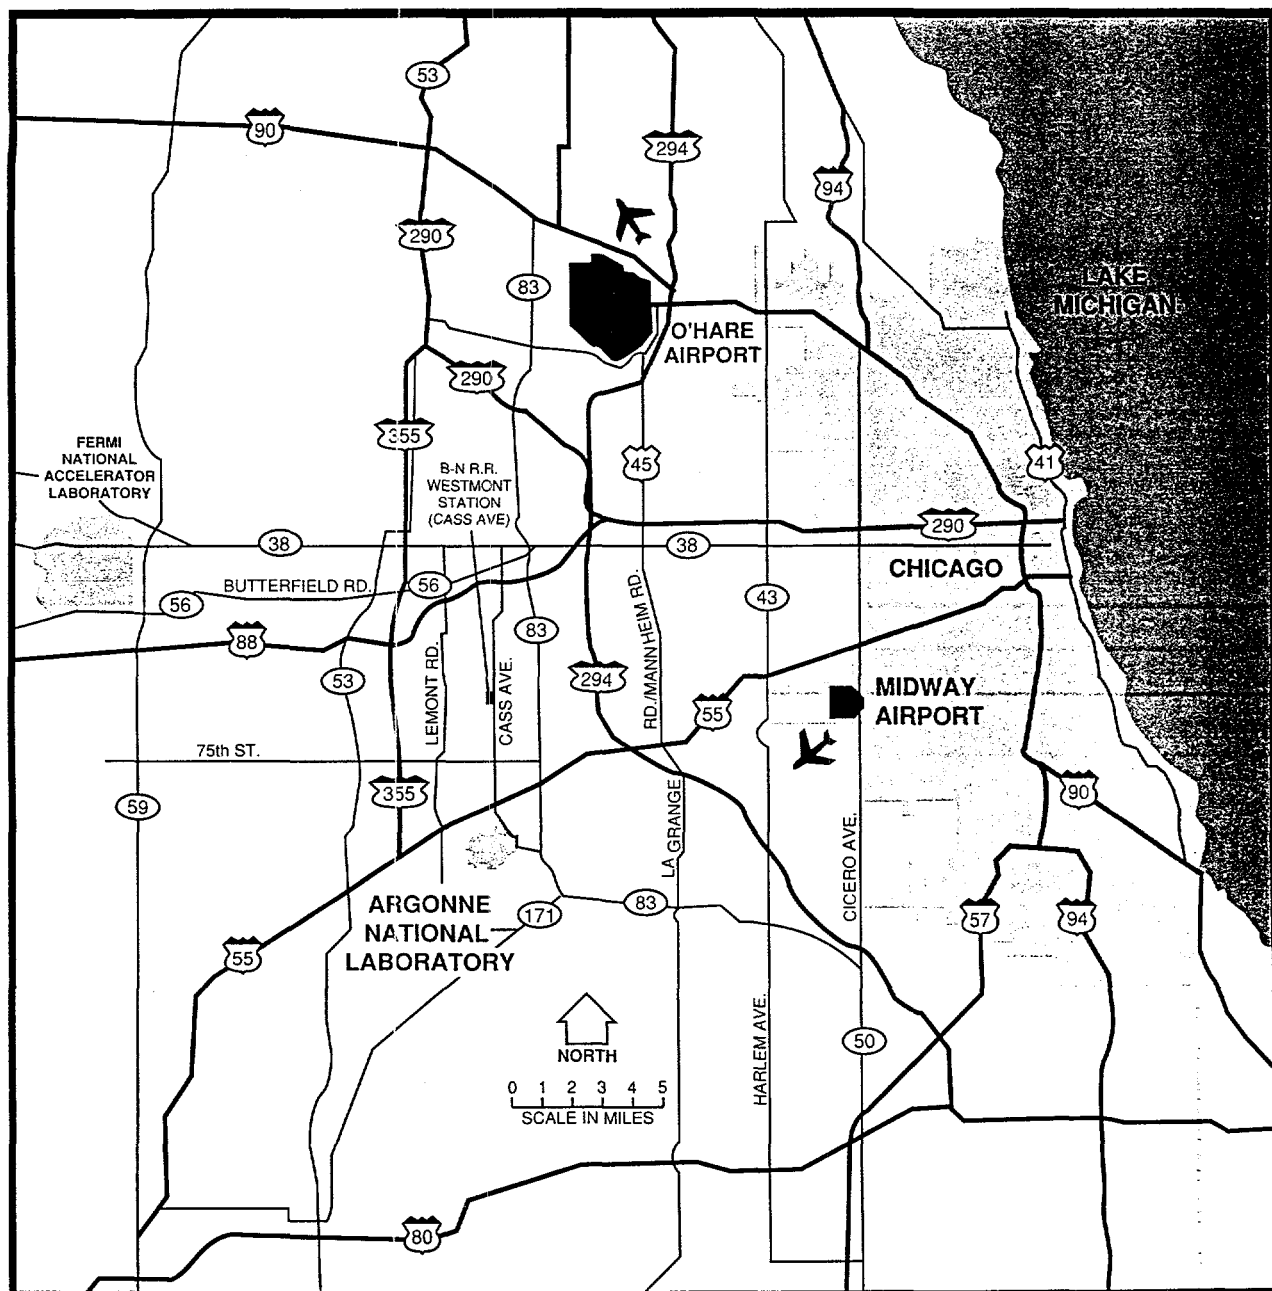 53
90
294
94
290
83
LAKE
MICHIGAN
O'HARE
AIRPORT
290
355
FERMI
NATIONAL
ACCELERATOR
LABORATORY
B-N R.R.
WESTMONT
STATION
(CASS AVE)
45
41
290
38
38
CHICAGO
BUTTERFIELD RD.
56
56
43
88
83
53
LEMONT RD.
CASS AVE.
294
RD./MANNHEIM RD.
55
MIDWAY
AIRPORT
75th ST.
59
355
90
LA GRANGE
CICERO AVE.
ARGONNE
NATIONAL
LABORATORY
171
83
57
94
55
NORTH
HARLEM AVE.
50
0 1 2 3 4 5
SCALE IN MILES
80